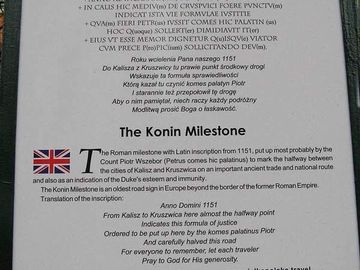 + IN CALIS HIC MEDIV(m) DE CRVSPVICI FOERE PVNCTV(m)
INDICAT ISTA VIE FORMVLA IVSTITIE
+ QVA(m) FIERI PETR(us) IVSSIT COMES HIC PALATIN (us)
HOC Q(uoque) SOLLERT(er) DIMIDIAVIT IT(er)
+ EIUS VT ESSE MEMOR DIGNETUR Q(u)ISQVIs VIATOR
CVM PRECE P(ro)PIC(ium) SOLLICITANDO DEV(m).
Roku wcielenia Pana naszego 1151
Do Kalisza z Kruszwicy tu prawie punkt środkowy drogi
Wskazuje ta formuła sprawiedliwości
Którą kazał tu czynić komes palatyn Piotr
I starannie też przepołowił tę drogę
Aby o nim pamiętał, niech raczy każdy podróżny
Modlitwą prosić Boga o łaskawość.
The Konin Milestone
The Roman milestone with Latin inscription from 1151, put up most probably by the
Count Piotr Wszebor (Petrus comes hic palatinus) to mark the halfway between
the cities of Kalisz and Kruszwica on an important ancient trade and national route
and also as an indication of the Duke's esteem and immunity.
The Konin Milestone is an oldest road sign in Europe beyond the border of the former Roman Empire.
Translation of the inscription:
Anno Domini 1151
From Kalisz to Kruszwica here almost the halfway point
Indicates this formula of justice
Ordered to be put up here by the komes palatynus Piotr
And carefully halved this road
For everyone to remember, let each traveler
Pray to God for His generosity.